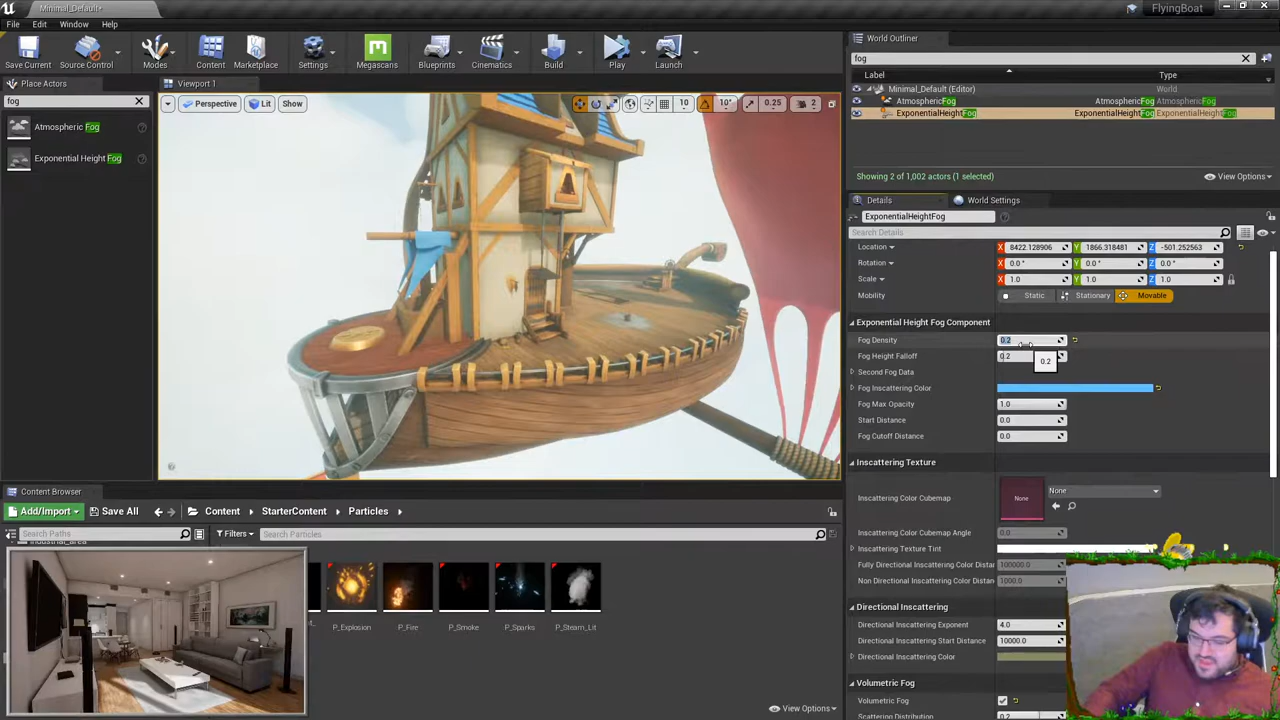 Minimal_Default*
FlyingBoat
File Edit Window Help
Save Current Source Control Modes Content Marketplace Settings Megascans Blueprints Cinematics Build Play Launch
World Outliner
fog
Label Type
Minimal_Default (Editor) World
AtmosphericFog AtmosphericFog AtmosphericFog
ExponentialHeightFog ExponentialHeightFog ExponentialHeightFog
Showing 2 of 1,002 actors (1 selected) View Options
Place Actors
fog
Atmospheric Fog
Exponential Height Fog
Viewport 1
Perspective Lit Show 10 10° 0.25 2
Details World Settings
ExponentialHeightFog
Search Details
Location X 8422.128906 Y 1866.318481 Z -501.252563
Rotation X 0.0 ° Y 0.0 ° Z 0.0 °
Scale X 1.0 Y 1.0 Z 1.0
Mobility Static Stationary Movable
Exponential Height Fog Component
Fog Density 0.2
Fog Height Falloff 0.2
0.2
Second Fog Data
Fog Inscattering Color
Fog Max Opacity 1.0
Start Distance 0.0
Fog Cutoff Distance 0.0
Inscattering Texture
Inscattering Color Cubemap None None
Inscattering Color Cubemap Angle 0.0
Inscattering Texture Tint
Fully Directional Inscattering Color Distan 100000.0
Non Directional Inscattering Color Distanc 1000.0
Directional Inscattering
Directional Inscattering Exponent 4.0
Directional Inscattering Start Distance 10000.0
Directional Inscattering Color
Volumetric Fog
Volumetric Fog
Scattering Distribution 0.2
Content Browser
Add/Import Save All Content StarterContent Particles
Search Paths Filters Search Particles
P_Explosion P_Fire P_Smoke P_Sparks P_Steam_Lit
View Options